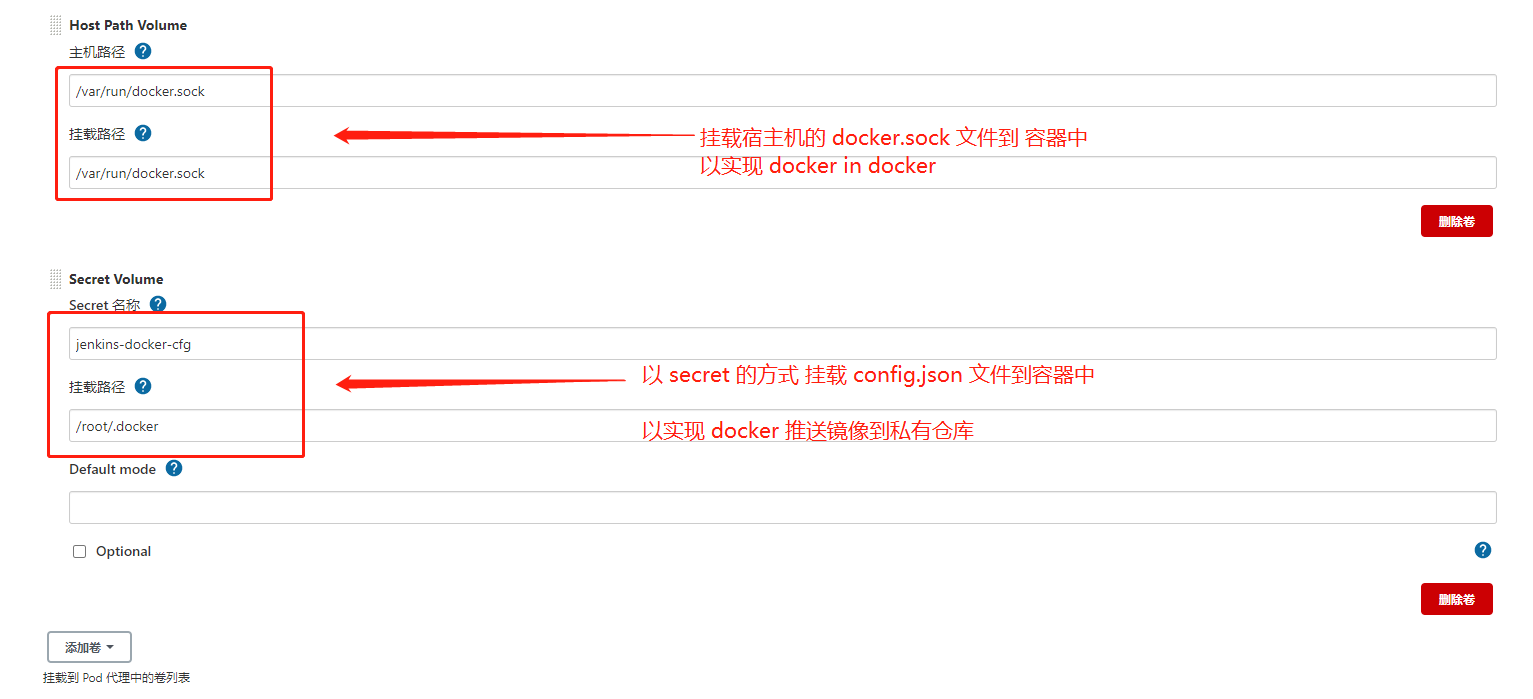 Host Path Volume
主机路径 ?
/var/run/docker.sock
挂载路径 ?
挂载宿主机的 docker.sock 文件到 容器中
以实现 docker in docker
/var/run/docker.sock
删除卷
Secret Volume
Secret 名称 ?
jenkins-docker-cfg
以 secret 的方式 挂载 config.json 文件到容器中
挂载路径 ?
/root/.docker
以实现 docker 推送镜像到私有仓库
Default mode ?
Optional ?
删除卷
添加卷
挂载到 Pod 代理中的卷列表